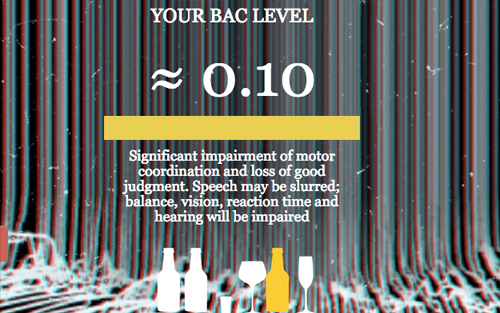 YOUR BAC LEVEL
≈ 0.10
Significant impairment of motor
coordination and loss of good
judgment. Speech may be slurred;
balance, vision, reaction time and
hearing will be impaired